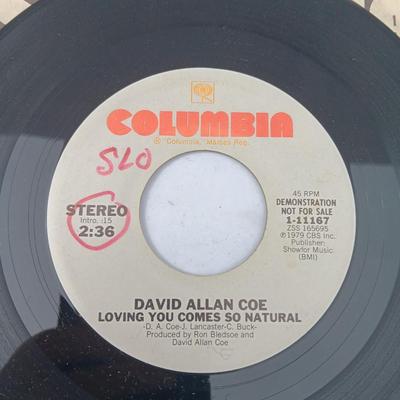 COLUMBIA
® "Columbia," Marcas Reg.
SLO
STEREO
Intro. :15
2:36
45 RPM
DEMONSTRATION
NOT FOR SALE
1-11167
ZSS 165695
℗ 1979 CBS Inc.
Publisher:
Showfor Music
(BMI)
DAVID ALLAN COE
LOVING YOU COMES SO NATURAL
-D. A. Coe-J. Lancaster-C. Buck-
Produced by Ron Bledsoe and
David Allan Coe